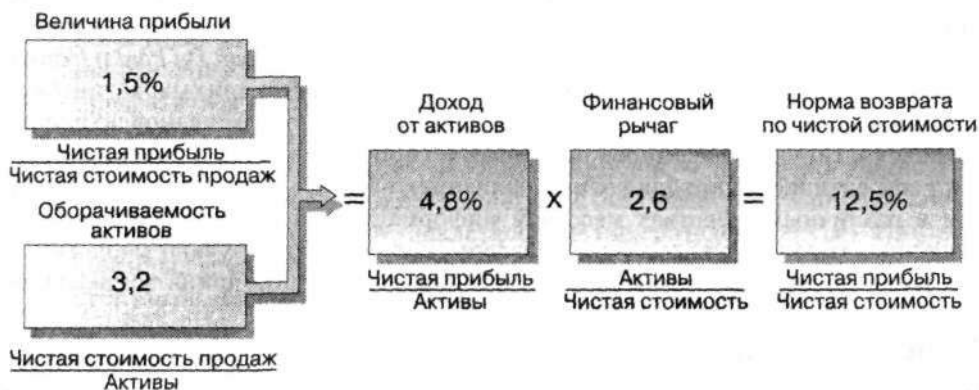 Величина прибыли
1,5%
Чистая прибыль
Чистая стоимость продаж
Оборачиваемость
активов
3,2
Чистая стоимость продаж
Активы
=
Доход
от активов
4,8%
Чистая прибыль
Активы
x
Финансовый
рычаг
2,6
Активы
Чистая стоимость
=
Норма возврата
по чистой стоимости
12,5%
Чистая прибыль
Чистая стоимость